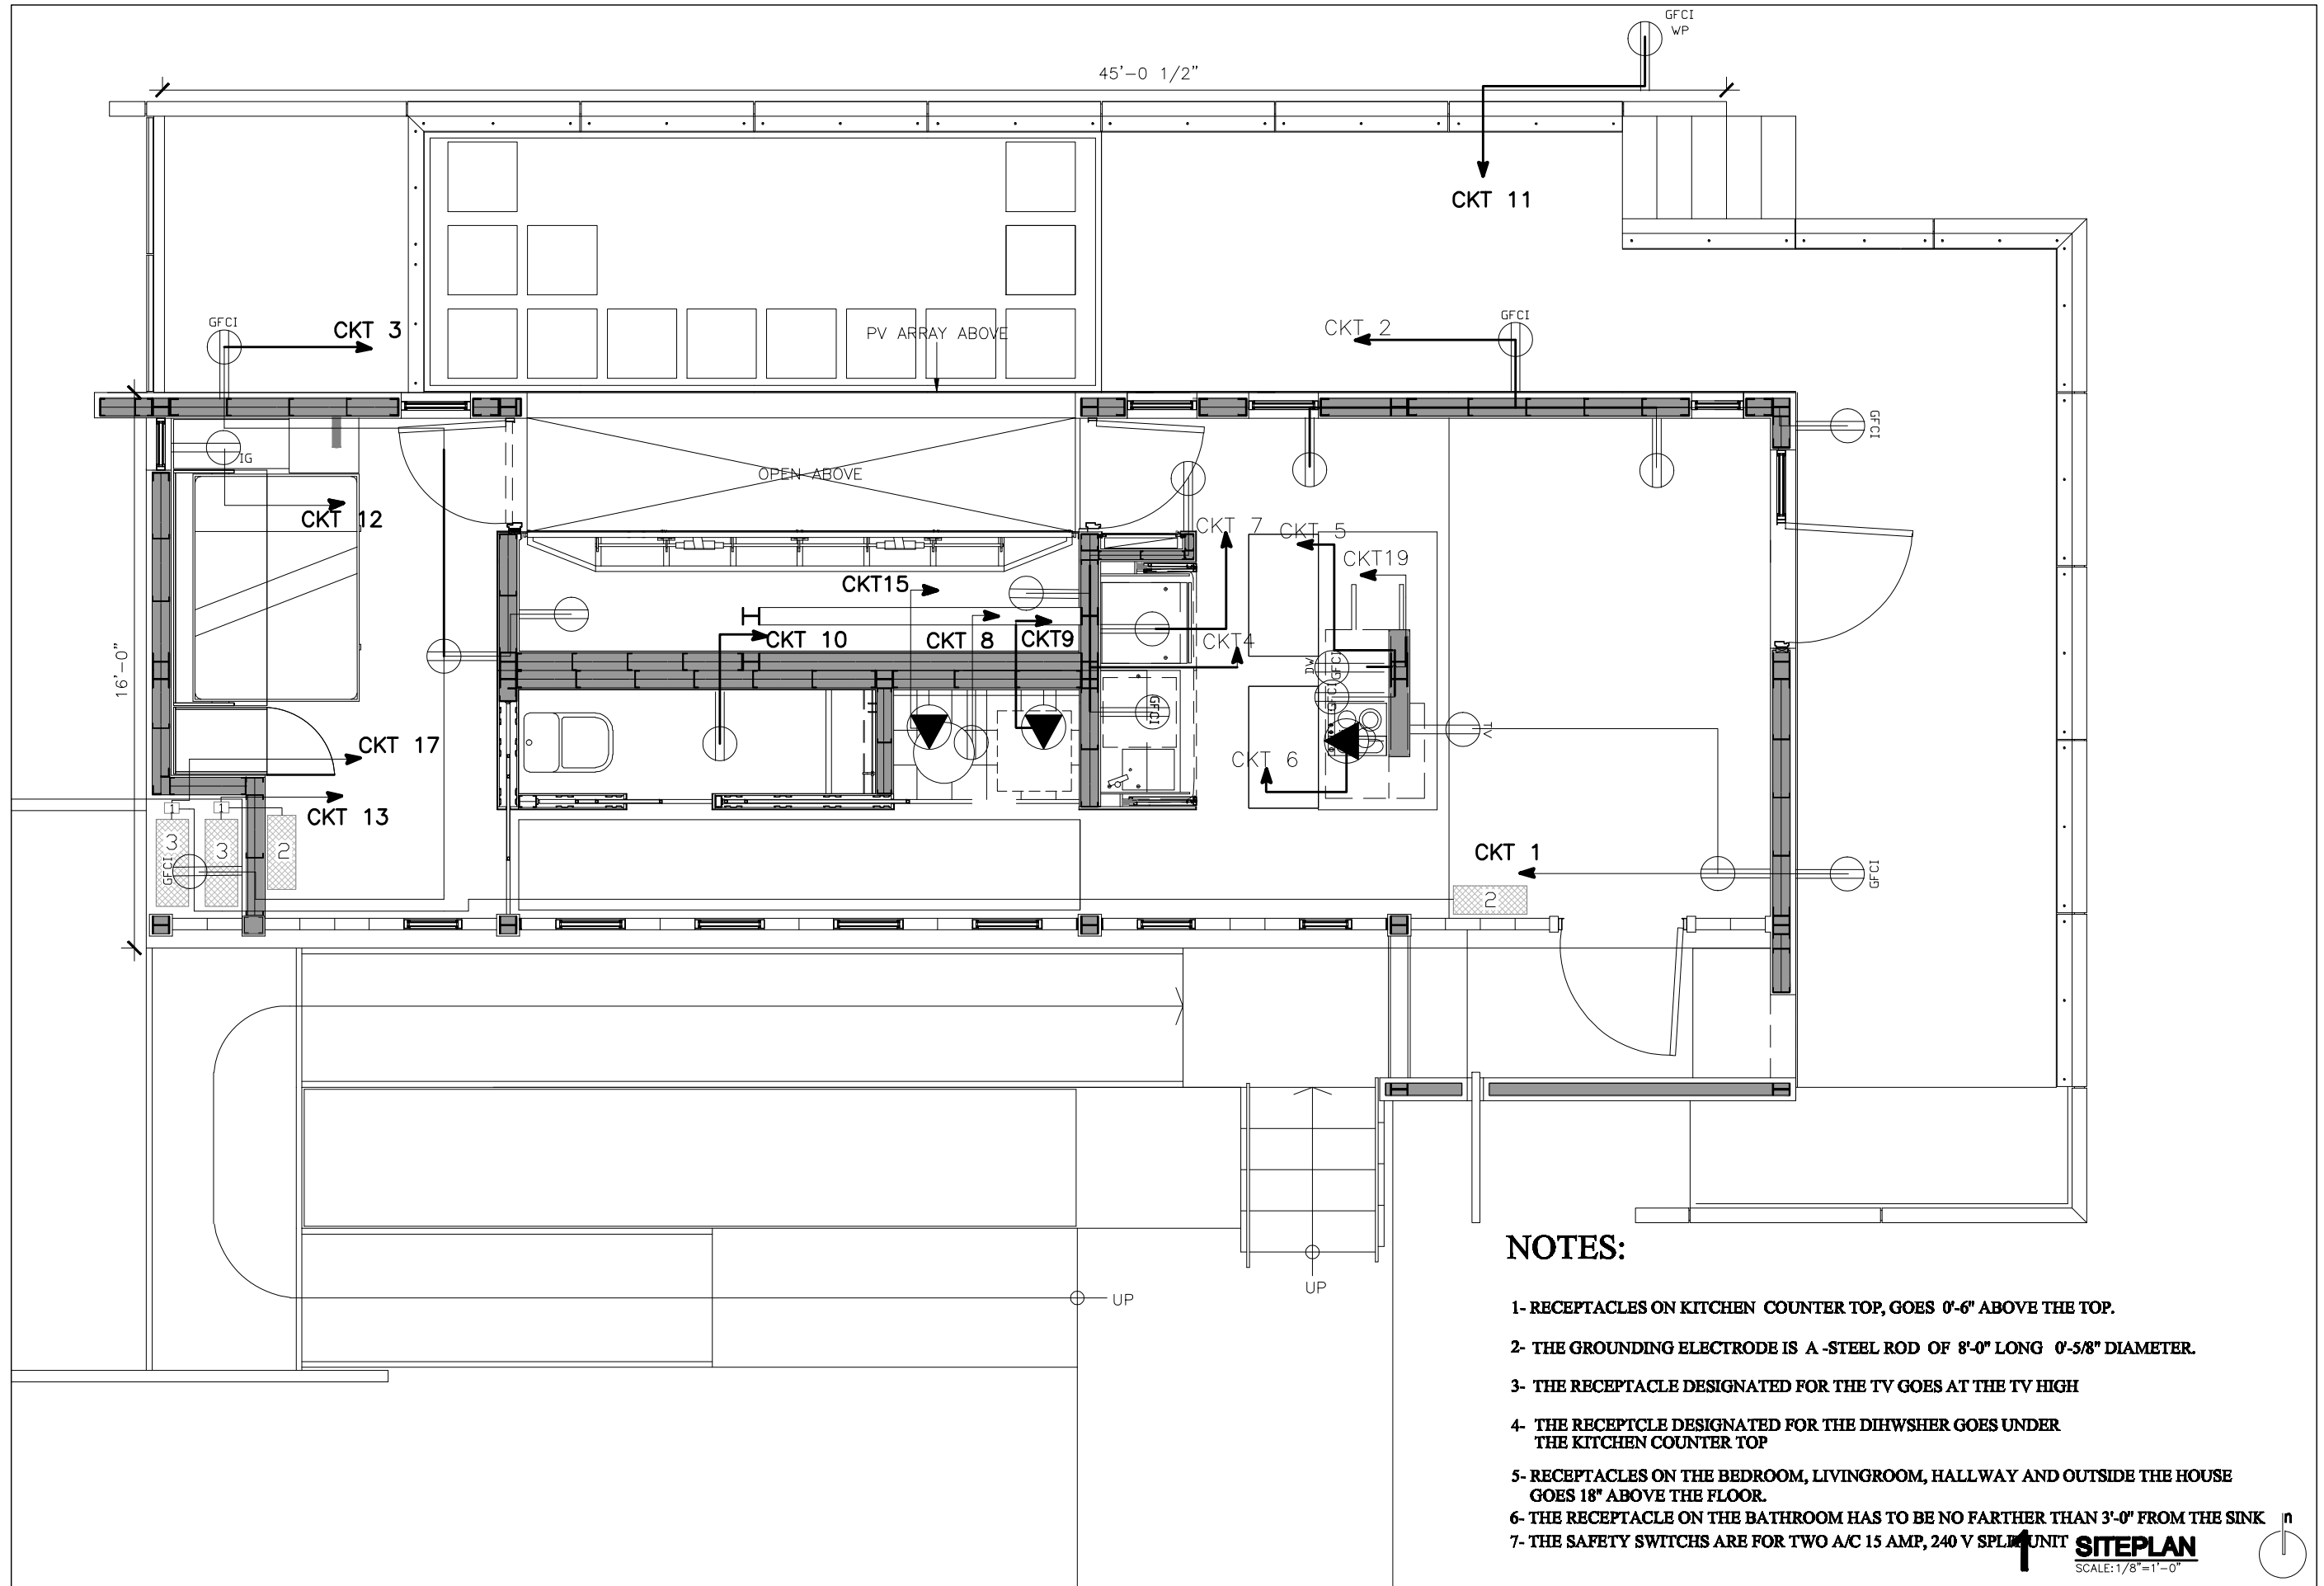 GFCI
WP
45'-0 1/2"
CKT 11
GFCI
CKT 3
PV ARRAY ABOVE
CKT 2
GFCI
GFCI
IG
OPEN ABOVE
CKT 12
CKT 7
CKT 5
CKT19
CKT15
CKT 10
CKT 8
CKT9
CKT4
DW
GFCI
16'-0"
GFCI
GFCI
TV
CKT 17
CKT 6
CKT 13
1
1
3
3
2
GFCI
CKT 1
GFCI
2
UP
UP
NOTES:
1- RECEPTACLES ON KITCHEN COUNTER TOP, GOES 0'-6" ABOVE THE TOP.
2- THE GROUNDING ELECTRODE IS A -STEEL ROD OF 8'-0" LONG 0'-5/8" DIAMETER.
3- THE RECEPTACLE DESIGNATED FOR THE TV GOES AT THE TV HIGH
4- THE RECEPTCLE DESIGNATED FOR THE DIHWSHER GOES UNDER
THE KITCHEN COUNTER TOP
5- RECEPTACLES ON THE BEDROOM, LIVINGROOM, HALLWAY AND OUTSIDE THE HOUSE
GOES 18" ABOVE THE FLOOR.
6- THE RECEPTACLE ON THE BATHROOM HAS TO BE NO FARTHER THAN 3'-0" FROM THE SINK
7- THE SAFETY SWITCHS ARE FOR TWO A/C 15 AMP, 240 V SPLIT UNIT
1 SITEPLAN
SCALE:1/8"=1'-0"
n